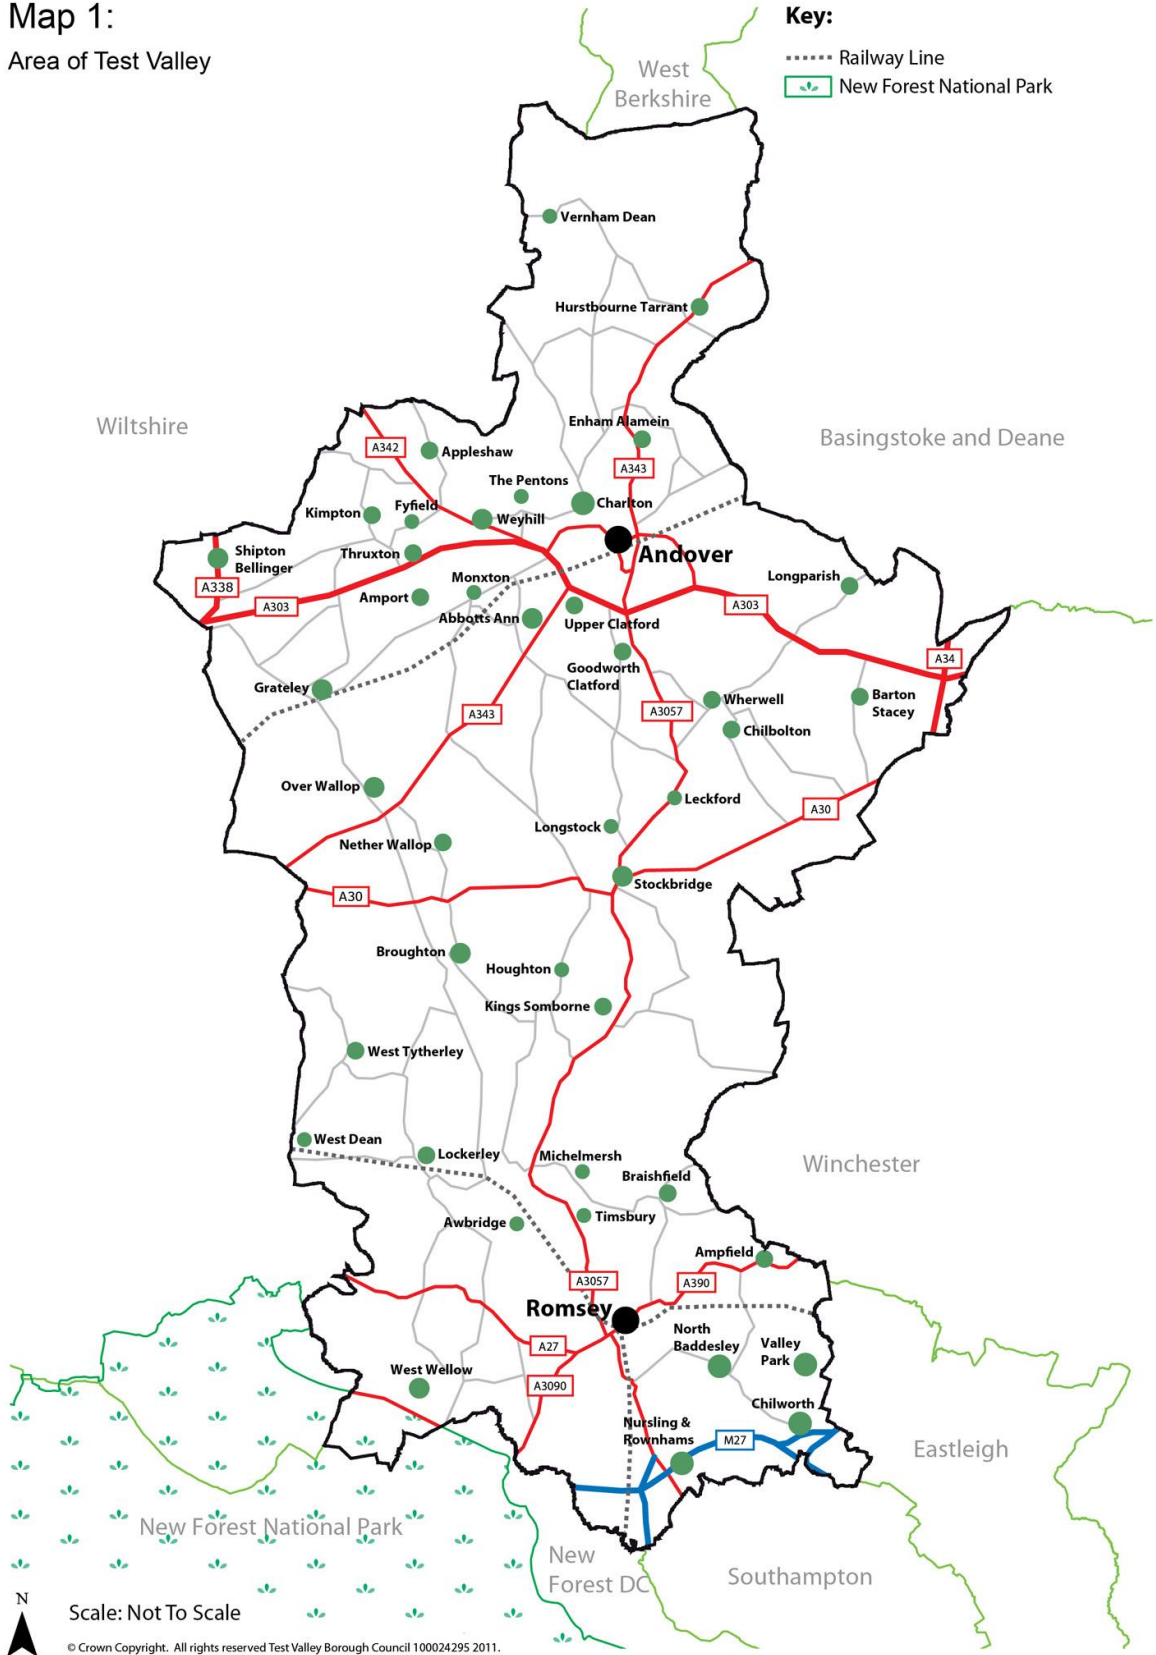 Map 1:
Area of Test Valley
Key:
Railway Line
New Forest National Park
West
Berkshire
Vernham Dean
Hurstbourne Tarrant
Wiltshire
Enham Alamein
Basingstoke and Deane
A342
Appleshaw
A343
The Pentons
Charlton
Kimpton
Fyfield
Weyhill
Andover
Shipton
Bellinger
Thruxton
A338
A303
Monxton
Amport
Longparish
A303
Abbotts Ann
Upper Clatford
A34
Goodworth
Clatford
Grateley
Wherwell
Barton
Stacey
A343
A3057
Chilbolton
Over Wallop
Leckford
A30
Longstock
Nether Wallop
Stockbridge
A30
Broughton
Houghton
Kings Somborne
West Tytherley
West Dean
Lockerley
Michelmersh
Winchester
Braishfield
Awbridge
Timsbury
Ampfield
A3057
A390
Romsey
North
Baddesley
Valley
Park
A27
West Wellow
A3090
Chilworth
Nursling &
Rownhams
M27
Eastleigh
New Forest National Park
New
Forest DC
Southampton
N
Scale: Not To Scale
© Crown Copyright. All rights reserved Test Valley Borough Council 100024295 2011.